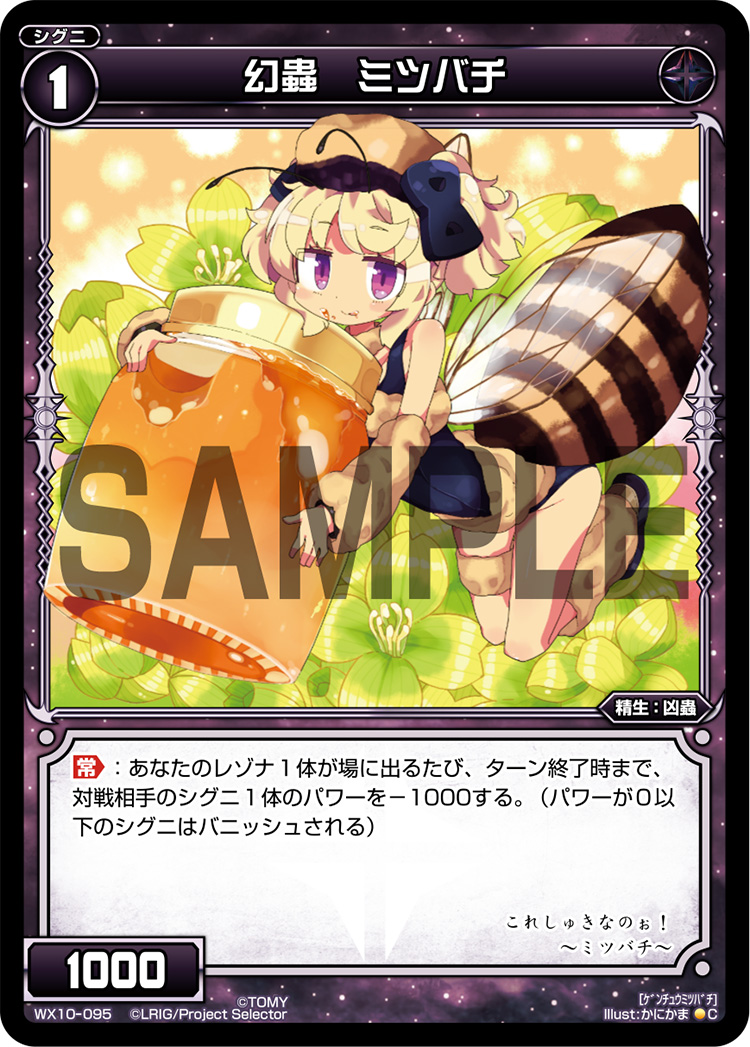 シグニ
1
幻蟲　ミツバチ
SAMPLE
精生：凶蟲
常：あなたのレゾナ１体が場に出るたび、ターン終了時まで、
対戦相手のシグニ１体のパワーを－1000する。（パワーが０以
下のシグニはバニッシュされる）
これしゅきなのぉ！
～ミツバチ～
1000
©TOMY
[ｹﾞﾝﾁｭｳﾐﾂﾊﾞﾁ]
WX10-095 ©LRIG/Project Selector
Illust:かにかま C